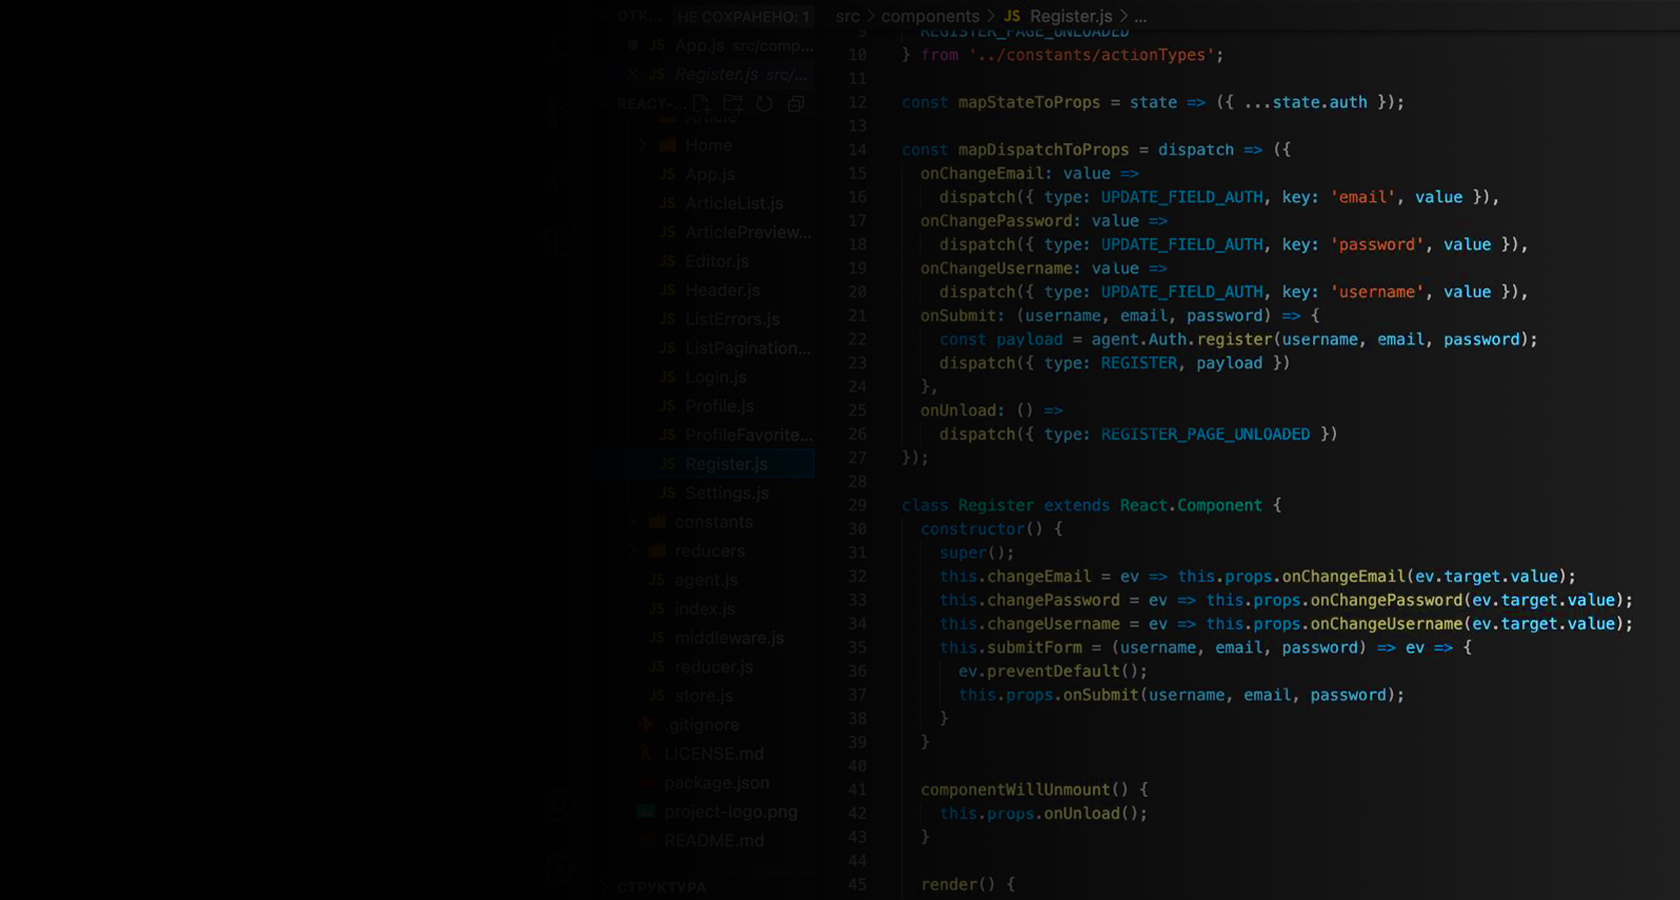 ОТК... НЕ СОХРАНЕНО: 1
JS App.js src/comp...
JS Register.js src/...
REACT-...
Article
Home
JS App.js
JS ArticleList.js
JS ArticlePreview...
JS Editor.js
JS Header.js
JS ListErrors.js
JS ListPagination...
JS Login.js
JS Profile.js
JS ProfileFavorite...
JS Register.js
JS Settings.js
constants
reducers
JS agent.js
JS index.js
JS middleware.js
JS reducer.js
JS store.js
.gitignore
LICENSE.md
package.json
project-logo.png
README.md
СТРУКТУРА
src > components > JS Register.js > ...
9 REGISTER_PAGE_UNLOADED
10 } from '../constants/actionTypes';
11
12 const mapStateToProps = state => ({ ...state.auth });
13
14 const mapDispatchToProps = dispatch => ({
15 onChangeEmail: value =>
16 dispatch({ type: UPDATE_FIELD_AUTH, key: 'email', value }),
17 onChangePassword: value =>
18 dispatch({ type: UPDATE_FIELD_AUTH, key: 'password', value }),
19 onChangeUsername: value =>
20 dispatch({ type: UPDATE_FIELD_AUTH, key: 'username', value }),
21 onSubmit: (username, email, password) => {
22 const payload = agent.Auth.register(username, email, password);
23 dispatch({ type: REGISTER, payload })
24 },
25 onUnload: () =>
26 dispatch({ type: REGISTER_PAGE_UNLOADED })
27 });
28
29 class Register extends React.Component {
30 constructor() {
31 super();
32 this.changeEmail = ev => this.props.onChangeEmail(ev.target.value);
33 this.changePassword = ev => this.props.onChangePassword(ev.target.value);
34 this.changeUsername = ev => this.props.onChangeUsername(ev.target.value);
35 this.submitForm = (username, email, password) => ev => {
36 ev.preventDefault();
37 this.props.onSubmit(username, email, password);
38 }
39 }
40
41 componentWillUnmount() {
42 this.props.onUnload();
43 }
44
45 render() {